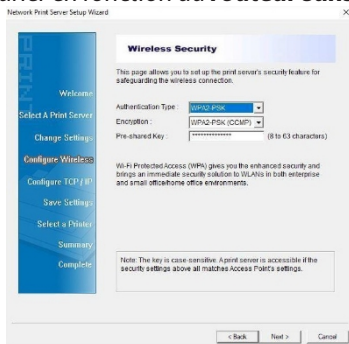 Network Print Server Setup Wizard
Wireless Security
This page allows you to set up the print server's security feature for
safeguarding the wireless connection.
Authentication Type :
WPA2-PSK
Encryption :
WPA2-PSK (CCMP)
Pre-shared Key :
***************
(8 to 63 characters)
Wi-Fi Protected Access (WPA) gives you the enhanced security and
brings an immediate security solution to WLANs in both enterprise
and small office/home office environments.
Note: The key is case-sensitive. A print server is accessible if the
security settings above all matches Access Point's settings.
PRINT
Welcome
Select A Print Server
Change Settings
Configure Wireless
Configure TCP/IP
Save Settings
Select a Printer
Summary
Complete
< Back
Next >
Cancel